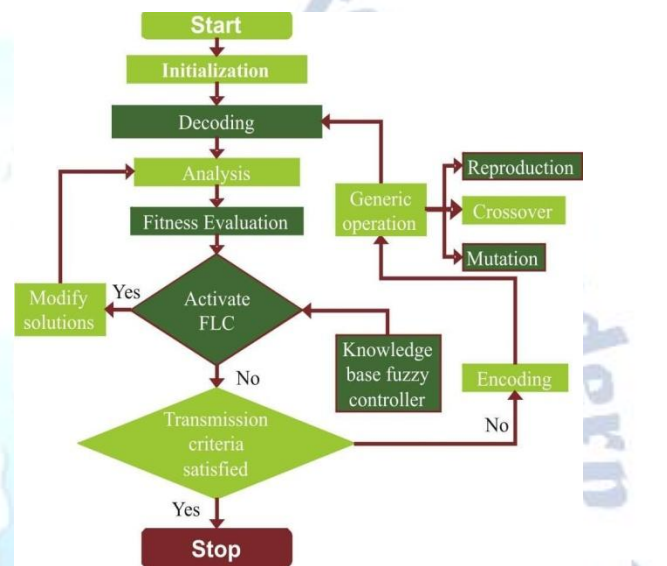 Start
Initialization
Decoding
Analysis
Fitness Evaluation
Yes
Modify
solutions
Activate
FLC
No
Knowledge
base fuzzy
controller
Transmission
criteria
satisfied
Yes
Stop
Generic
operation
Reproduction
Crossover
Mutation
Encoding
No
dern